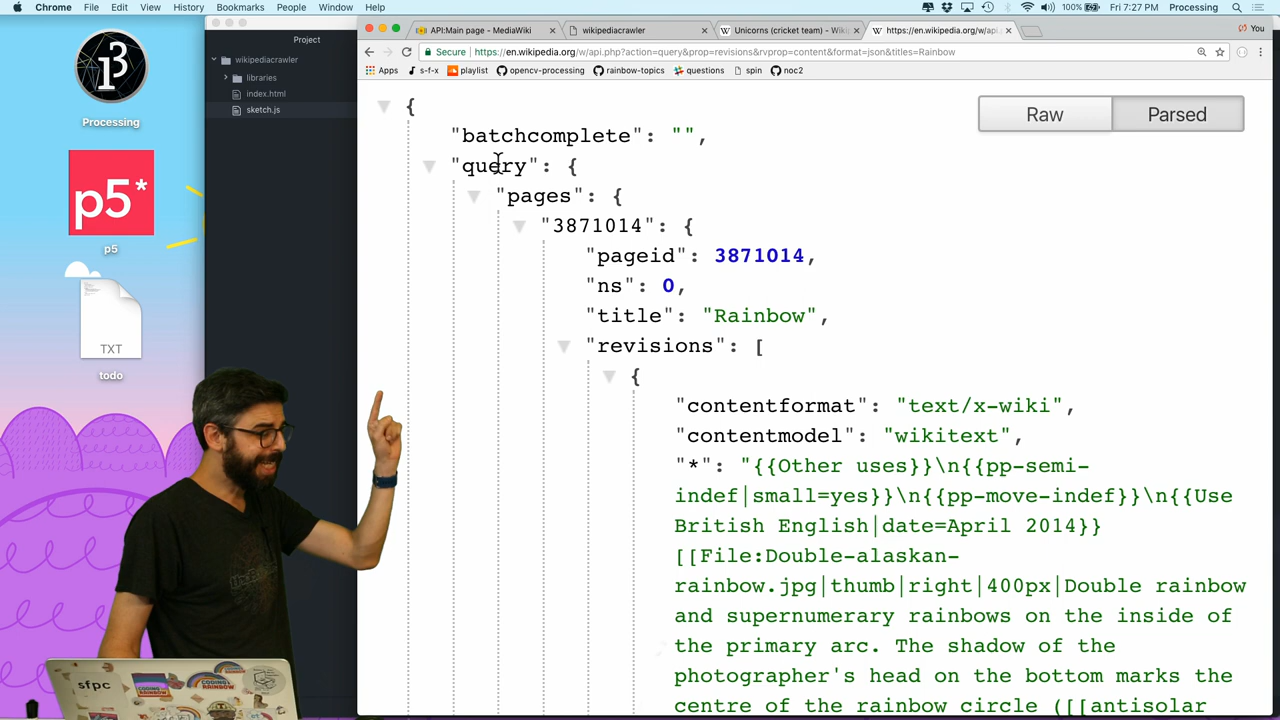 Chrome File Edit View History Bookmarks People Window Help
100% Fri 7:27 PM Processing
Processing
p5*
p5
TXT
todo
Project
wikipediacrawler
libraries
index.html
sketch.js
API:Main page - MediaWiki
wikipediacrawler
Unicorns (cricket team) - Wiki
https://en.wikipedia.org/w/api.
You
Secure https://en.wikipedia.org/w/api.php?action=query&prop=revisions&rvprop=content&format=json&titles=Rainbow
Apps s-f-x playlist opencv-processing rainbow-topics questions spin noc2
Raw Parsed
{
"batchcomplete": "",
"query": {
"pages": {
"3871014": {
"pageid": 3871014,
"ns": 0,
"title": "Rainbow",
"revisions": [
{
"contentformat": "text/x-wiki",
"contentmodel": "wikitext",
"*": "{{Other uses}}\n{{pp-semi-
indef|small=yes}}\n{{pp-move-indef}}\n{{Use
British English|date=April 2014}}
[[File:Double-alaskan-
rainbow.jpg|thumb|right|400px|Double rainbow
and supernumerary rainbows on the inside of
the primary arc. The shadow of the
photographer's head on the bottom marks the
centre of the rainbow circle ([[antisolar
sfpc
CODING
RAINBOW